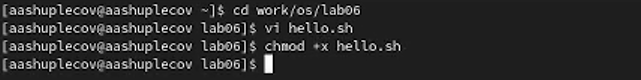 [aashuplecov@aashuplecov ~]$ cd work/os/lab06
[aashuplecov@aashuplecov lab06]$ vi hello.sh
[aashuplecov@aashuplecov lab06]$ chmod +x hello.sh
[aashuplecov@aashuplecov lab06]$